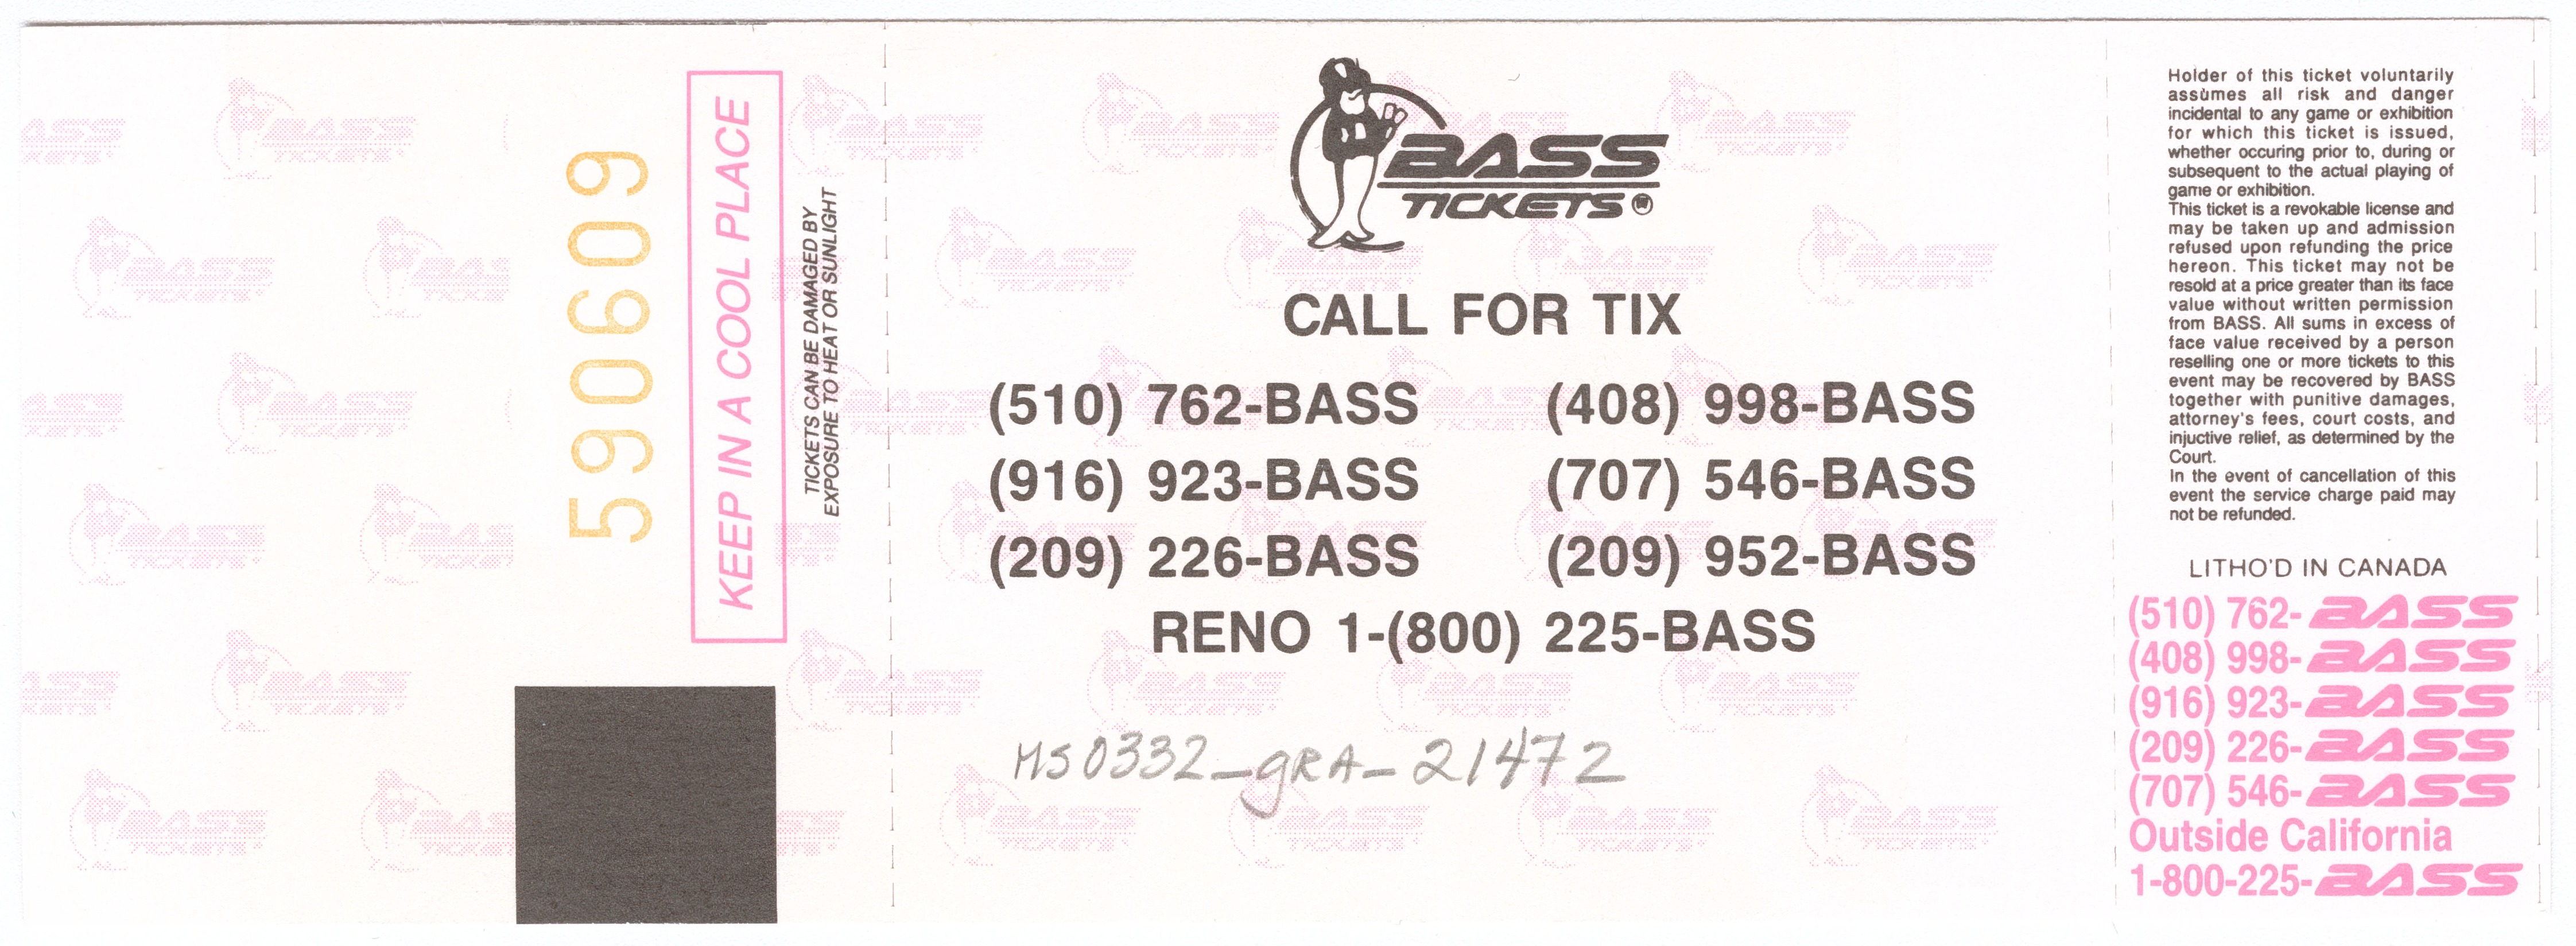 590609
KEEP IN A COOL PLACE
TICKETS CAN BE DAMAGED BY
EXPOSURE TO HEAT OR SUNLIGHT
BASS
TICKETS
CALL FOR TIX
(510) 762-BASS (408) 998-BASS
(916) 923-BASS (707) 546-BASS
(209) 226-BASS (209) 952-BASS
RENO 1-(800) 225-BASS
MS0332_gRA_21472
Holder of this ticket voluntarily
assumes all risk and danger
incidental to any game or exhibition
for which this ticket is issued,
whether occuring prior to, during or
subsequent to the actual playing of
game or exhibition.
This ticket is a revokable license and
may be taken up and admission
refused upon refunding the price
hereon. This ticket may not be
resold at a price greater than its face
value without written permission
from BASS. All sums in excess of
face value received by a person
reselling one or more tickets to this
event may be recovered by BASS
together with punitive damages,
attorney's fees, court costs, and
injuctive relief, as determined by the
Court.
In the event of cancellation of this
event the service charge paid may
not be refunded.
LITHO'D IN CANADA
(510) 762-BASS
(408) 998-BASS
(916) 923-BASS
(209) 226-BASS
(707) 546-BASS
Outside California
1-800-225-BASS